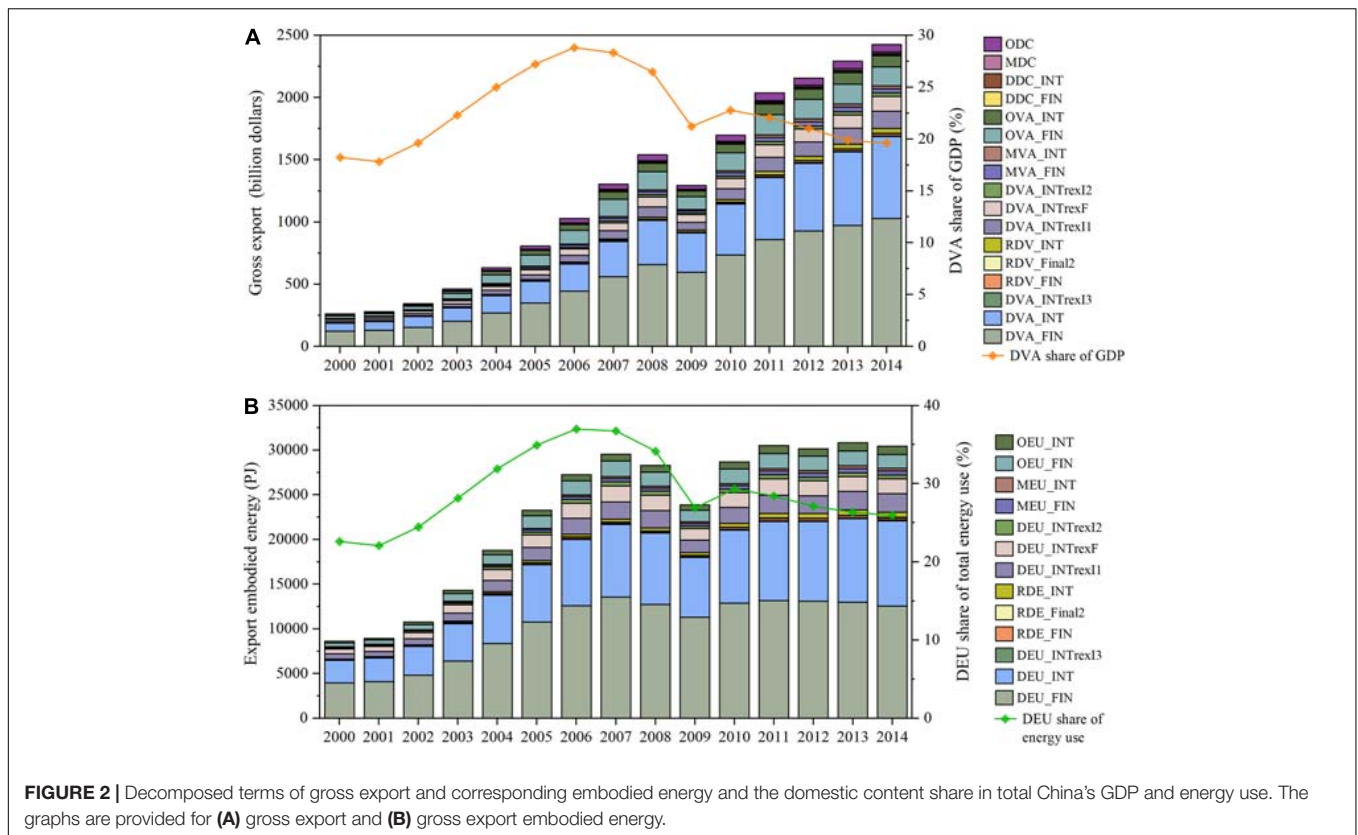 A
Gross export (billion dollars)
2500
2000
1500
1000
500
0
30
25
20
15
10
5
0
DVA share of GDP (%)
2000 2001 2002 2003 2004 2005 2006 2007 2008 2009 2010 2011 2012 2013 2014
ODC
MDC
DDC_INT
DDC_FIN
OVA_INT
OVA_FIN
MVA_INT
MVA_FIN
DVA_INTrexI2
DVA_INTrexF
DVA_INTrexI1
RDV_INT
RDV_Final2
RDV_FIN
DVA_INTrexI3
DVA_INT
DVA_FIN
DVA share of GDP
B
Export embodied energy (PJ)
35000
30000
25000
20000
15000
10000
5000
0
40
30
20
10
0
DEU share of total energy use (%)
2000 2001 2002 2003 2004 2005 2006 2007 2008 2009 2010 2011 2012 2013 2014
OEU_INT
OEU_FIN
MEU_INT
MEU_FIN
DEU_INTrexI2
DEU_INTrexF
DEU_INTrexI1
RDE_INT
RDE_Final2
RDE_FIN
DEU_INTrexI3
DEU_INT
DEU_FIN
DEU share of
energy use
FIGURE 2 | Decomposed terms of gross export and corresponding embodied energy and the domestic content share in total China's GDP and energy use. The
graphs are provided for (A) gross export and (B) gross export embodied energy.